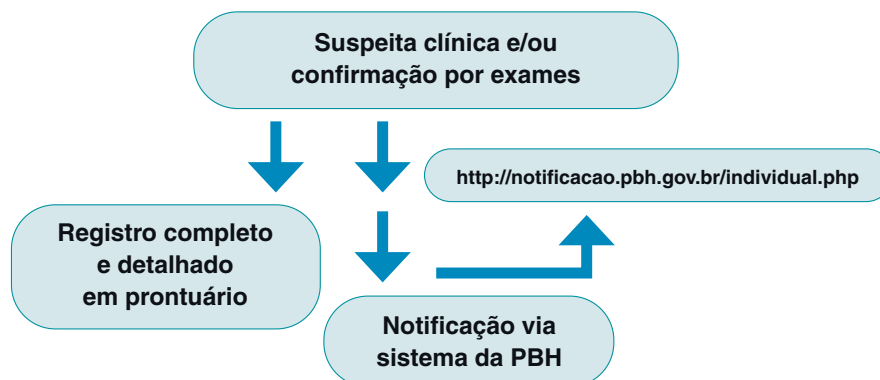 Suspeita clínica e/ou
confirmação por exames
http://notificacao.pbh.gov.br/individual.php
Registro completo
e detalhado
em prontuário
Notificação via
sistema da PBH